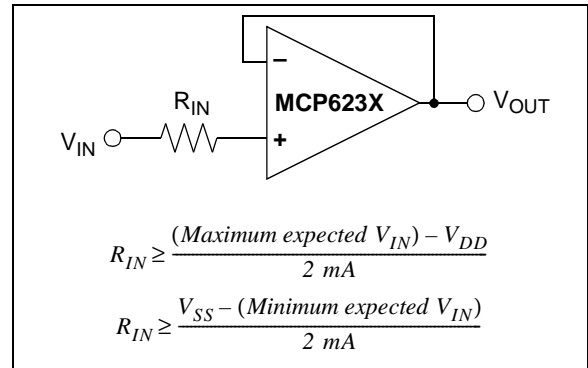 MCP623X
R_IN
V_IN
V_OUT
−
+
R_IN ≥ (Maximum expected V_IN) – V_DD / 2 mA
R_IN ≥ V_SS – (Minimum expected V_IN) / 2 mA